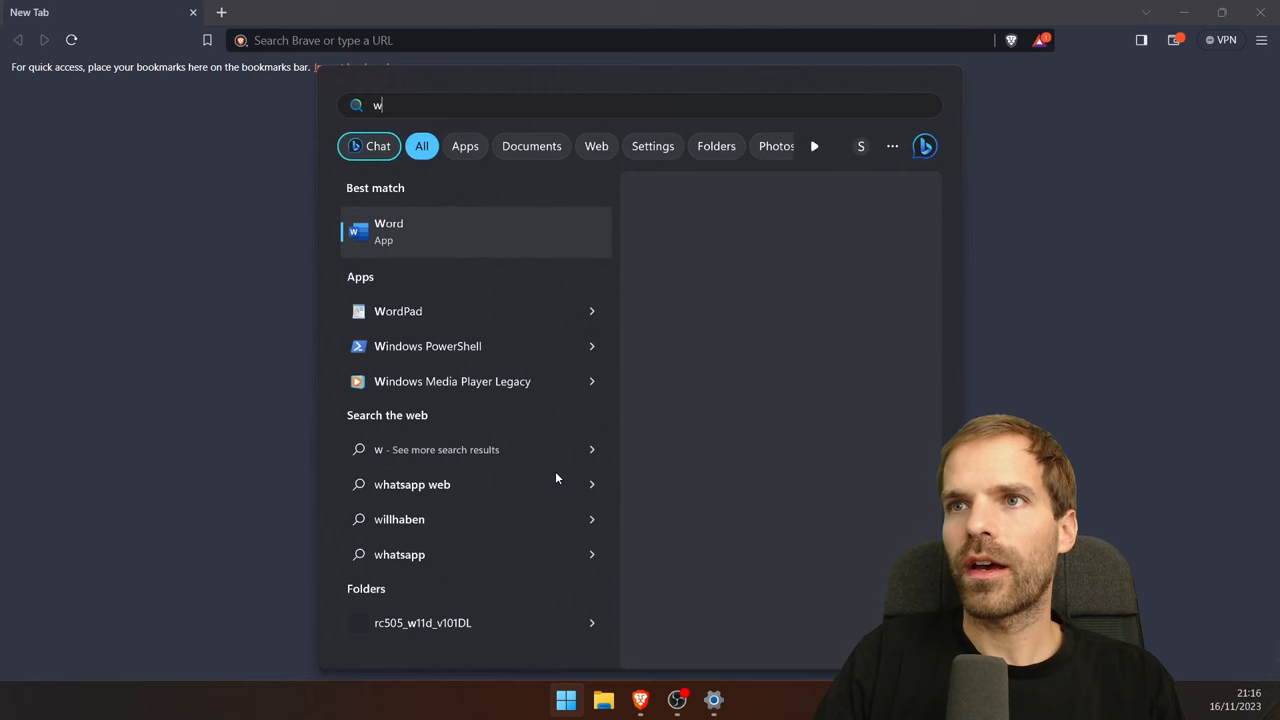 New Tab
Search Brave or type a URL
1
VPN
For quick access, place your bookmarks here on the bookmarks bar.
w
Chat
All
Apps
Documents
Web
Settings
Folders
Photos
S
Best match
Word
App
Apps
WordPad
Windows PowerShell
Windows Media Player Legacy
Search the web
w - See more search results
whatsapp web
willhaben
whatsapp
Folders
rc505_w11d_v101DL
21:16
16/11/2023